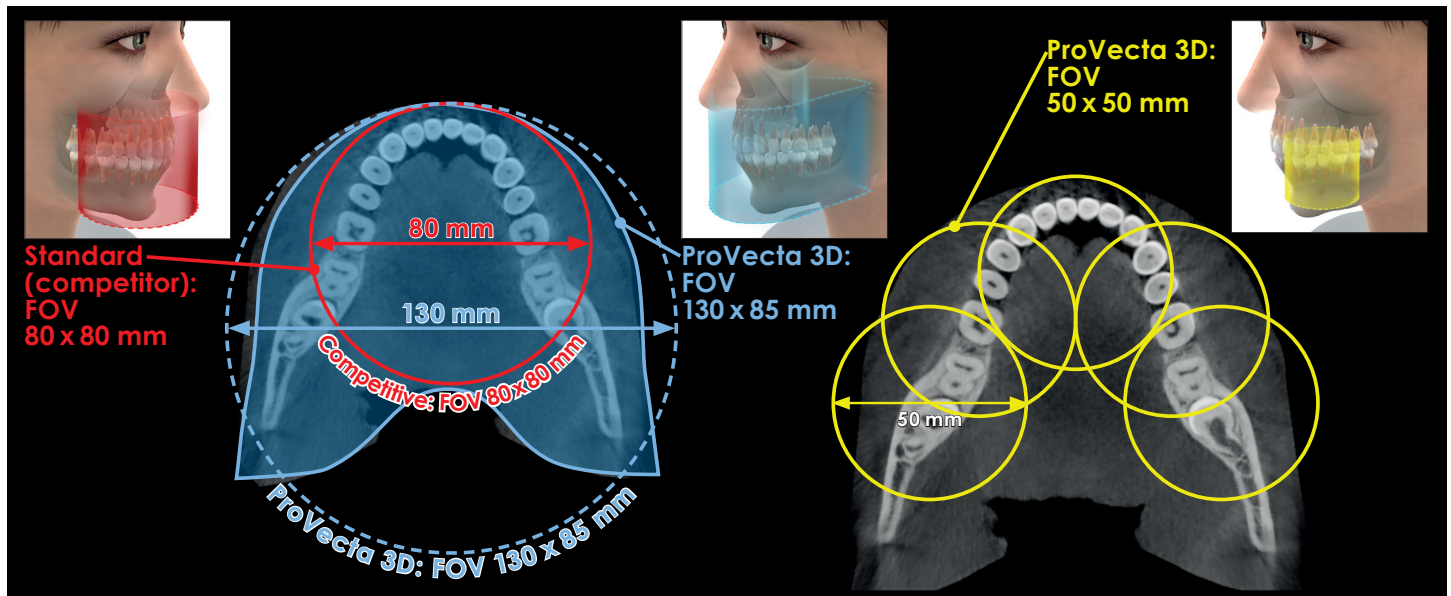 Standard
(competitor):
FOV
80 x 80 mm
80 mm
130 mm
Competitive: FOV 80 x 80 mm
ProVecta 3D: FOV 130 x 85 mm
ProVecta 3D:
FOV
130 x 85 mm
ProVecta 3D:
FOV
50 x 50 mm
50 mm